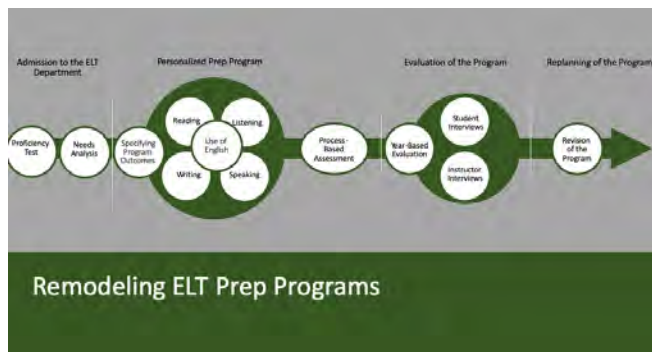 Admission to the ELT
Department
Personalized Prep Program
Evaluation of the Program
Replanning of the Program
Proficiency
Test
Needs
Analysis
Specifying
Program
Outcomes
Reading
Listening
Use of
English
Writing
Speaking
Process-
Based
Assessment
Year-Based
Evaluation
Student
Interviews
Instructor
Interviews
Revision
of the
Program
Remodeling ELT Prep Programs